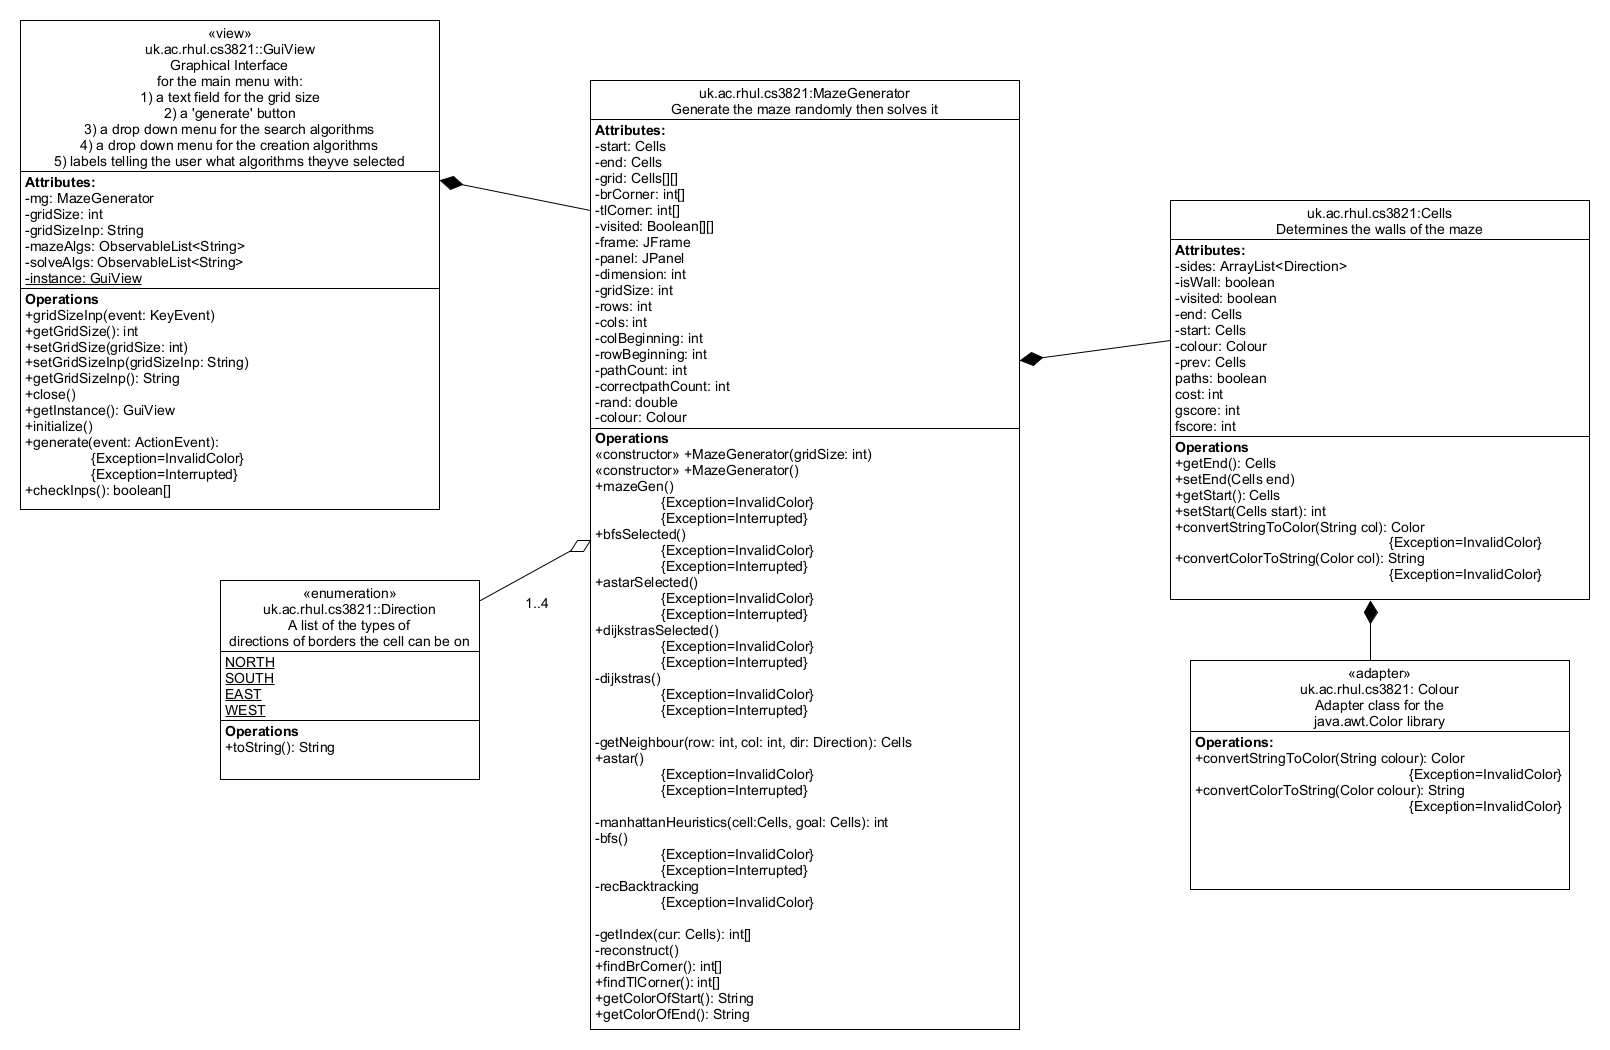 «view»
uk.ac.rhul.cs3821::GuiView
Graphical Interface
for the main menu with:
1) a text field for the grid size
2) a 'generate' button
3) a drop down menu for the search algorithms
4) a drop down menu for the creation algorithms
5) labels telling the user what algorithms theyve selected
Attributes:
-mg: MazeGenerator
-gridSize: int
-gridSizeInp: String
-mazeAlgs: ObservableList<String>
-solveAlgs: ObservableList<String>
-instance: GuiView
Operations
+gridSizeInp(event: KeyEvent)
+getGridSize(): int
+setGridSize(gridSize: int)
+setGridSizeInp(gridSizeInp: String)
+getGridSizeInp(): String
+close()
+getInstance(): GuiView
+initialize()
+generate(event: ActionEvent):
{Exception=InvalidColor}
{Exception=Interrupted}
+checkInps(): boolean[]
«enumeration»
uk.ac.rhul.cs3821::Direction
A list of the types of
directions of borders the cell can be on
NORTH
SOUTH
EAST
WEST
Operations
+toString(): String
1..4
uk.ac.rhul.cs3821:MazeGenerator
Generate the maze randomly then solves it
Attributes:
-start: Cells
-end: Cells
-grid: Cells[][]
-brCorner: int[]
-tlCorner: int[]
-visited: Boolean[][]
-frame: JFrame
-panel: JPanel
-dimension: int
-gridSize: int
-rows: int
-cols: int
-colBeginning: int
-rowBeginning: int
-pathCount: int
-correctpathCount: int
-rand: double
-colour: Colour
Operations
«constructor» +MazeGenerator(gridSize: int)
«constructor» +MazeGenerator()
+mazeGen()
{Exception=InvalidColor}
{Exception=Interrupted}
+bfsSelected()
{Exception=InvalidColor}
{Exception=Interrupted}
+astarSelected()
{Exception=InvalidColor}
{Exception=Interrupted}
+dijkstrasSelected()
{Exception=InvalidColor}
{Exception=Interrupted}
-dijkstras()
{Exception=InvalidColor}
{Exception=Interrupted}
-getNeighbour(row: int, col: int, dir: Direction): Cells
+astar()
{Exception=InvalidColor}
{Exception=Interrupted}
-manhattanHeuristics(cell:Cells, goal: Cells): int
-bfs()
{Exception=InvalidColor}
{Exception=Interrupted}
-recBacktracking
{Exception=InvalidColor}
-getIndex(cur: Cells): int[]
-reconstruct()
+findBrCorner(): int[]
+findTlCorner(): int[]
+getColorOfStart(): String
+getColorOfEnd(): String
uk.ac.rhul.cs3821:Cells
Determines the walls of the maze
Attributes:
-sides: ArrayList<Direction>
-isWall: boolean
-visited: boolean
-end: Cells
-start: Cells
-colour: Colour
-prev: Cells
paths: boolean
cost: int
gscore: int
fscore: int
Operations
+getEnd(): Cells
+setEnd(Cells end)
+getStart(): Cells
+setStart(Cells start): int
+convertStringToColor(String col): Color
{Exception=InvalidColor}
+convertColorToString(Color col): String
{Exception=InvalidColor}
«adapter»
uk.ac.rhul.cs3821: Colour
Adapter class for the
java.awt.Color library
Operations:
+convertStringToColor(String colour): Color
{Exception=InvalidColor}
+convertColorToString(Color colour): String
{Exception=InvalidColor}